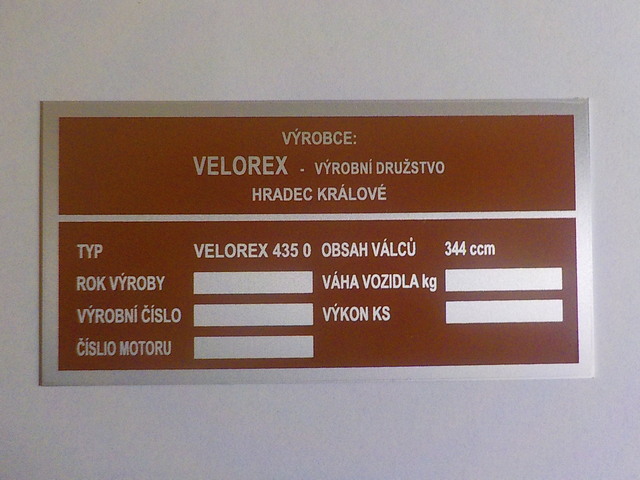 VÝROBCE:
VELOREX - VÝROBNÍ DRUŽSTVO
HRADEC KRÁLOVÉ
TYP VELOREX 435 0 OBSAH VÁLCŮ 344 ccm
ROK VÝROBY VÁHA VOZIDLA kg
VÝROBNÍ ČÍSLO VÝKON KS
ČÍSLIO MOTORU